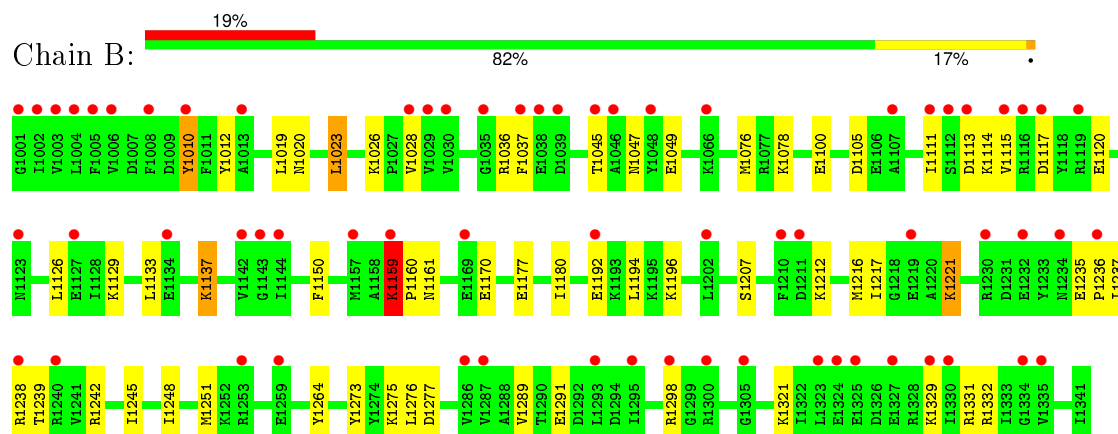 19%
Chain B:
82% 17% •
G1001 I1002 V1003 L1004 F1005 V1006 D1007 F1008 D1009 Y1010 F1011 Y1012 A1013 L1019 N1020 L1023 K1026 P1027 V1028 V1029 V1030 G1035 R1036 F1037 E1038 D1039 T1045 A1046 N1047 Y1048 E1049 K1066 M1076 R1077 K1078 E1100 D1105 E1106 A1107 I1111 S1112 D1113 K1114 V1115 R1116 D1117 Y1118 R1119 E1120
N1123 L1126 E1127 I1128 K1129 L1133 E1134 K1137 V1142 G1143 I1144 F1150 M1157 A1158 K1159 P1160 N1161 E1169 E1170 E1177 I1180 E1192 K1193 L1194 K1195 K1196 L1202 S1207 F1210 D1211 K1212 M1216 I1217 G1218 E1219 A1220 K1221 R1230 D1231 E1232 Y1233 N1234 E1235 P1236 I1237
R1238 T1239 R1240 V1241 R1242 I1245 I1248 M1251 K1252 R1253 E1259 Y1264 Y1273 Y1274 K1275 L1276 D1277 V1286 V1287 A1288 V1289 T1290 E1291 D1292 L1293 D1294 I1295 R1298 G1299 R1300 G1305 K1321 I1322 L1323 E1324 E1325 D1326 E1327 R1328 K1329 I1330 R1331 R1332 I1333 G1334 V1335 I1341